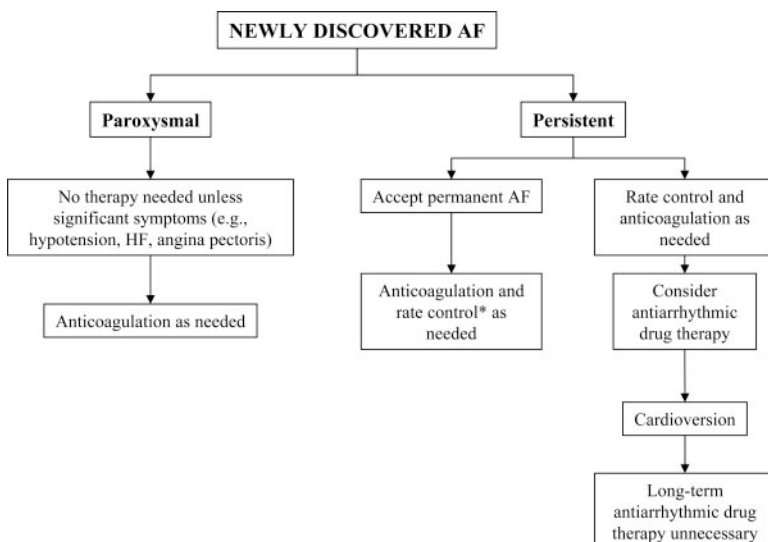 NEWLY DISCOVERED AF
Paroxysmal
Persistent
No therapy needed unless
significant symptoms (e.g.,
hypotension, HF, angina pectoris)
Anticoagulation as needed
Accept permanent AF
Anticoagulation and
rate control* as
needed
Rate control and
anticoagulation as
needed
Consider
antiarrhythmic
drug therapy
Cardioversion
Long-term
antiarrhythmic drug
therapy unnecessary